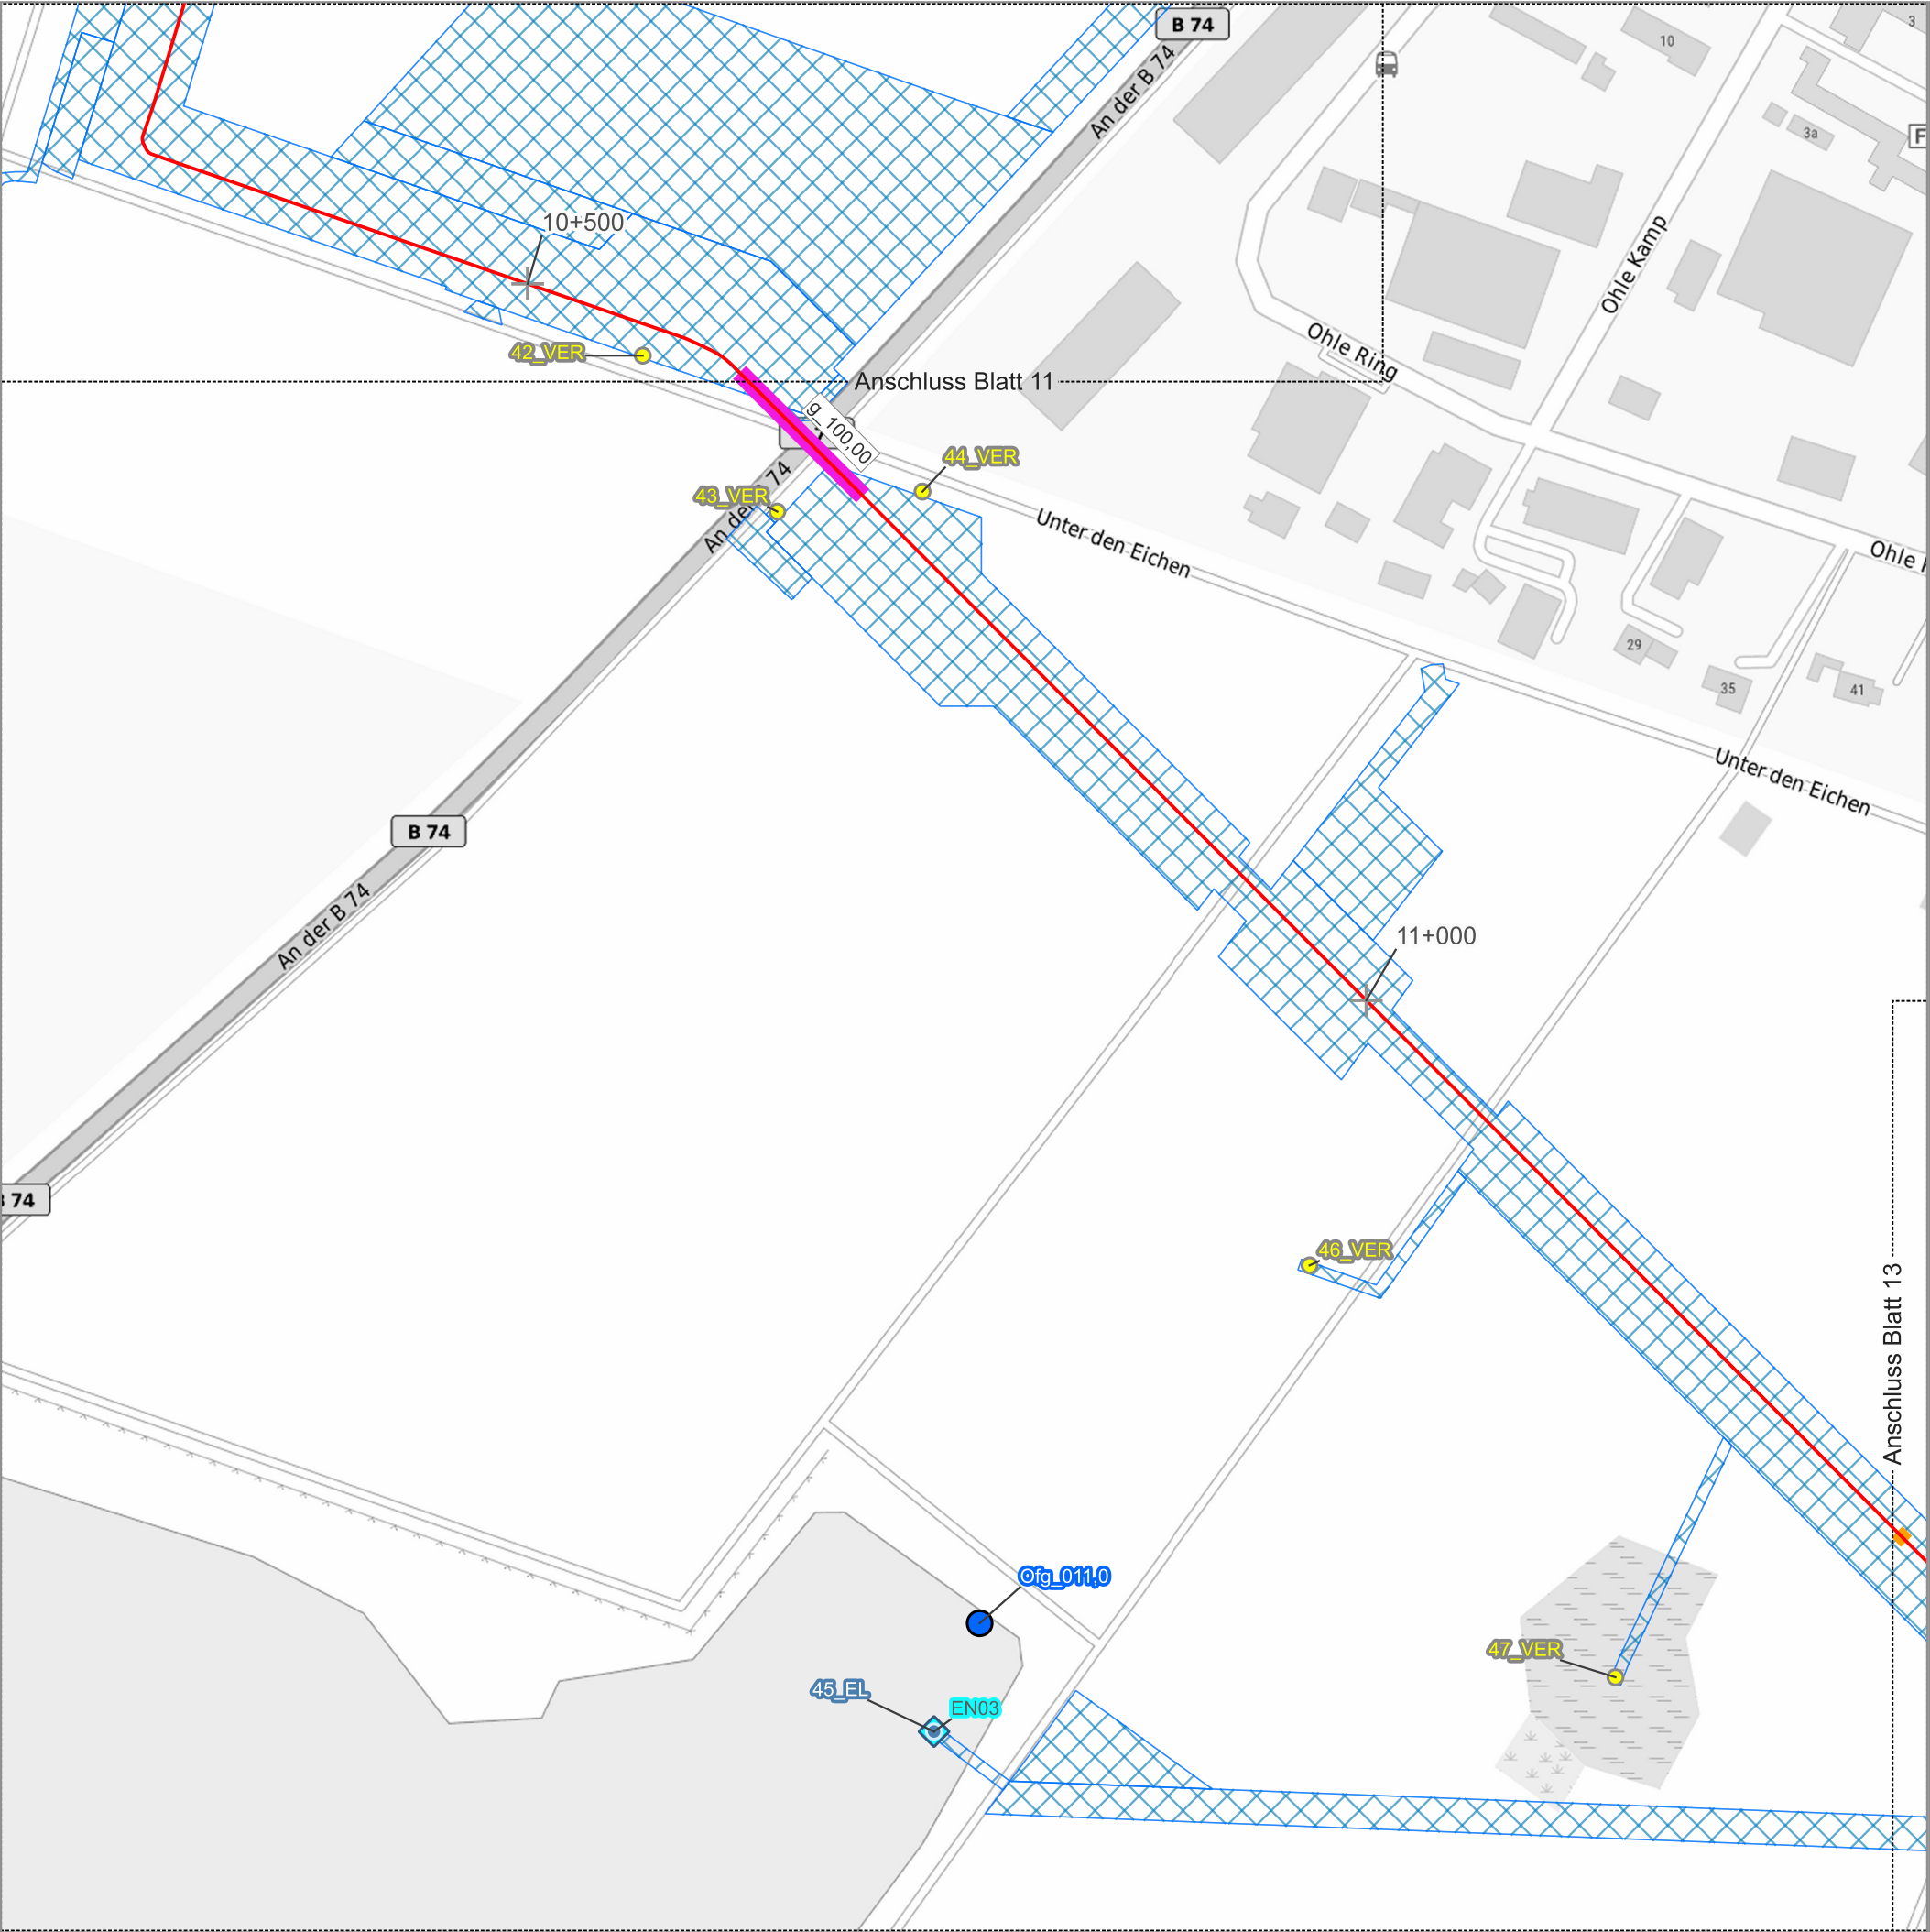 B 74
An der B 74
10
3
3a
F
10+500
Ohle Kamp
Ohle Ring
42_VER
Anschluss Blatt 11
g_ 100,00
44_VER
43_VER
An der 74
Unter den Eichen
Ohle
29
35
41
Unter den Eichen
B 74
An der B 74
11+000
B 74
46_VER
Anschluss Blatt 13
Ofg_011,0
47_VER
45_EL
EN03